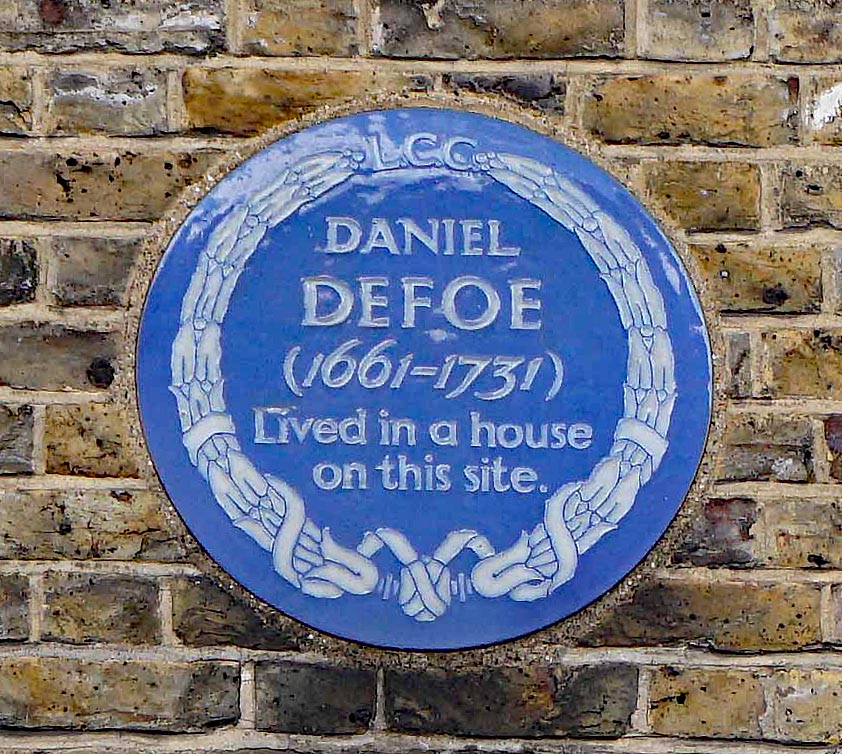 LCC
DANIEL
DEFOE
(1661–1731)
Lived in a house
on this site.